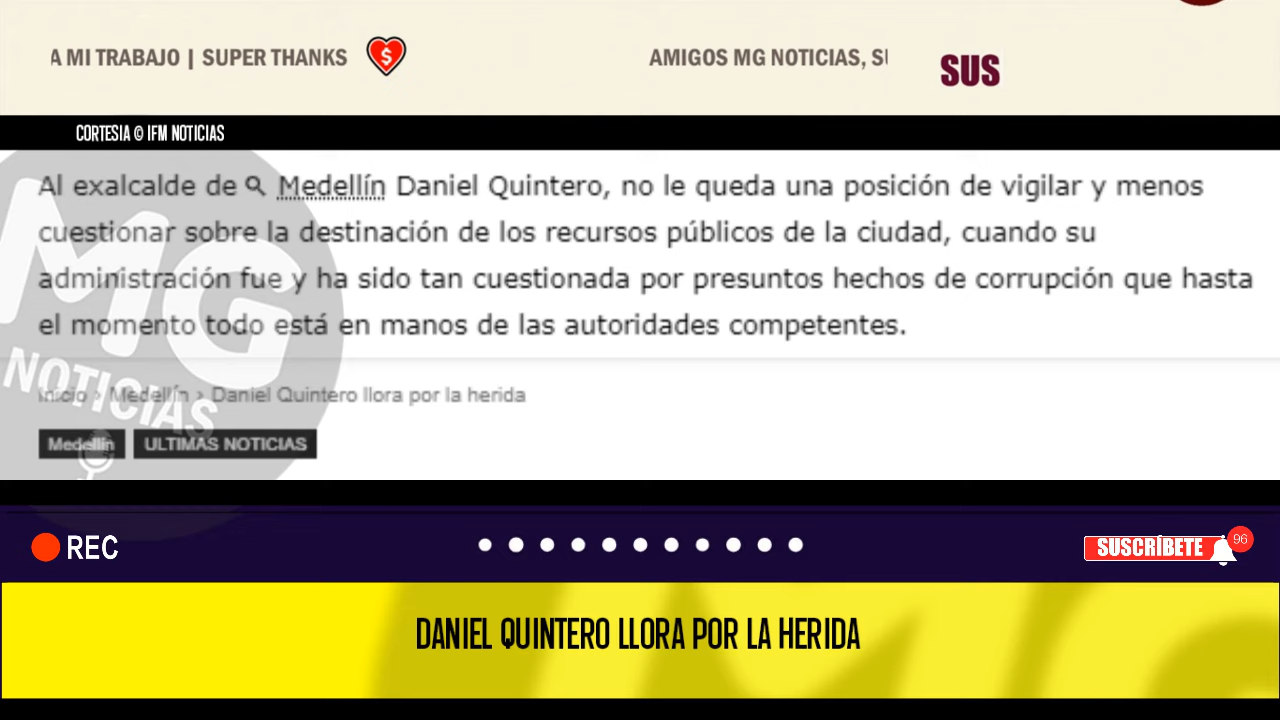 A MI TRABAJO | SUPER THANKS
AMIGOS MG NOTICIAS, SU
SUS
CORTESIA © IFM NOTICIAS
Al exalcalde de Medellín Daniel Quintero, no le queda una posición de vigilar y menos
cuestionar sobre la destinación de los recursos públicos de la ciudad, cuando su
administración fue y ha sido tan cuestionada por presuntos hechos de corrupción que hasta
el momento todo está en manos de las autoridades competentes.
MG
NOTICIAS
Inicio › Medellín › Daniel Quintero llora por la herida
Medellín ULTIMAS NOTICIAS
REC
SUSCRÍBETE 96
DANIEL QUINTERO LLORA POR LA HERIDA